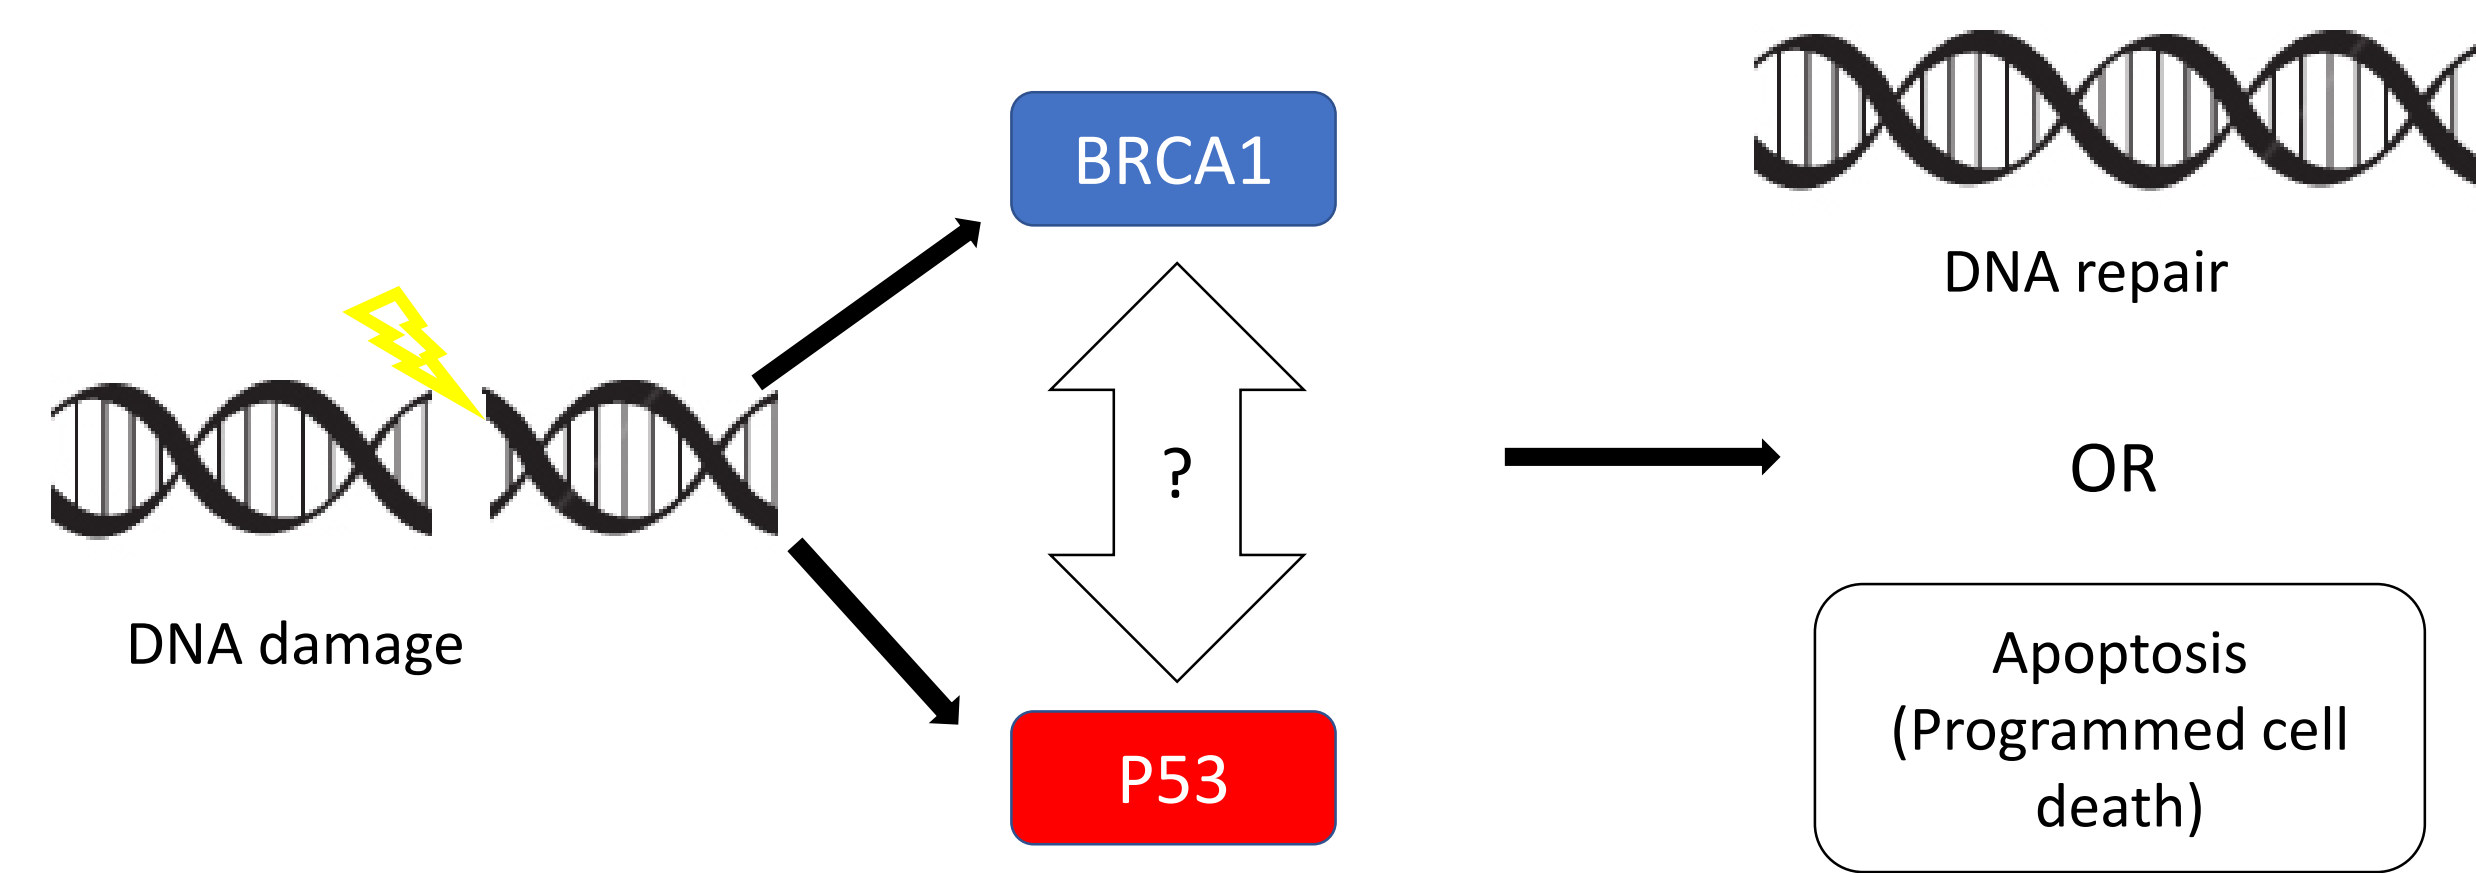 BRCA1
DNA repair
?
OR
DNA damage
P53
Apoptosis
(Programmed cell
death)